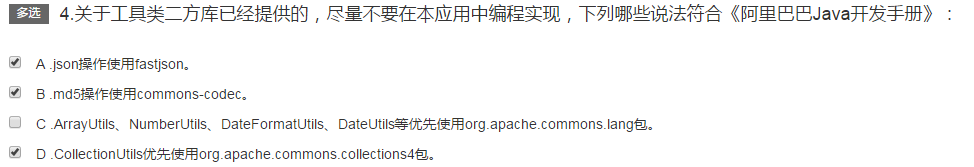 多选 4.关于工具类二方库已经提供的，尽量不要在本应用中编程实现，下列哪些说法符合《阿里巴巴Java开发手册》：
A .json操作使用fastjson。
B .md5操作使用commons-codec。
C .ArrayUtils、NumberUtils、DateFormatUtils、DateUtils等优先使用org.apache.commons.lang包。
D .CollectionUtils优先使用org.apache.commons.collections4包。